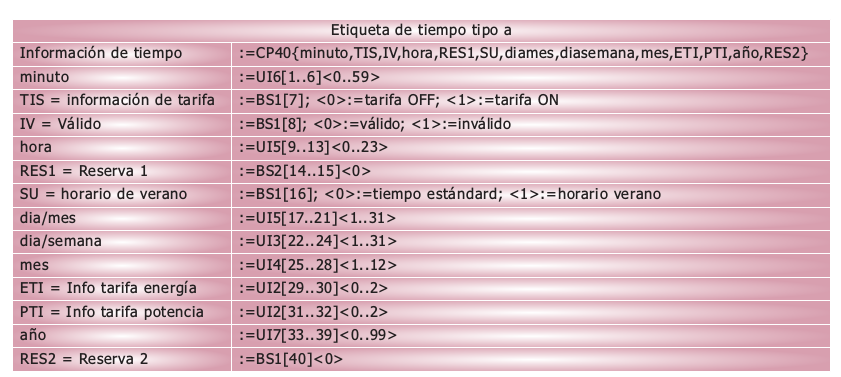 Etiqueta de tiempo tipo a
Información de tiempo :=CP40{minuto,TIS,IV,hora,RES1,SU,diames,diasemana,mes,ETI,PTI,año,RES2}
minuto :=UI6[1..6]<0..59>
TIS = información de tarifa :=BS1[7]; <0>:=tarifa OFF; <1>:=tarifa ON
IV = Válido :=BS1[8]; <0>:=válido; <1>:=inválido
hora :=UI5[9..13]<0..23>
RES1 = Reserva 1 :=BS2[14..15]<0>
SU = horario de verano :=BS1[16]; <0>:=tiempo estándard; <1>:=horario verano
dia/mes :=UI5[17..21]<1..31>
dia/semana :=UI3[22..24]<1..31>
mes :=UI4[25..28]<1..12>
ETI = Info tarifa energía :=UI2[29..30]<0..2>
PTI = Info tarifa potencia :=UI2[31..32]<0..2>
año :=UI7[33..39]<0..99>
RES2 = Reserva 2 :=BS1[40]<0>